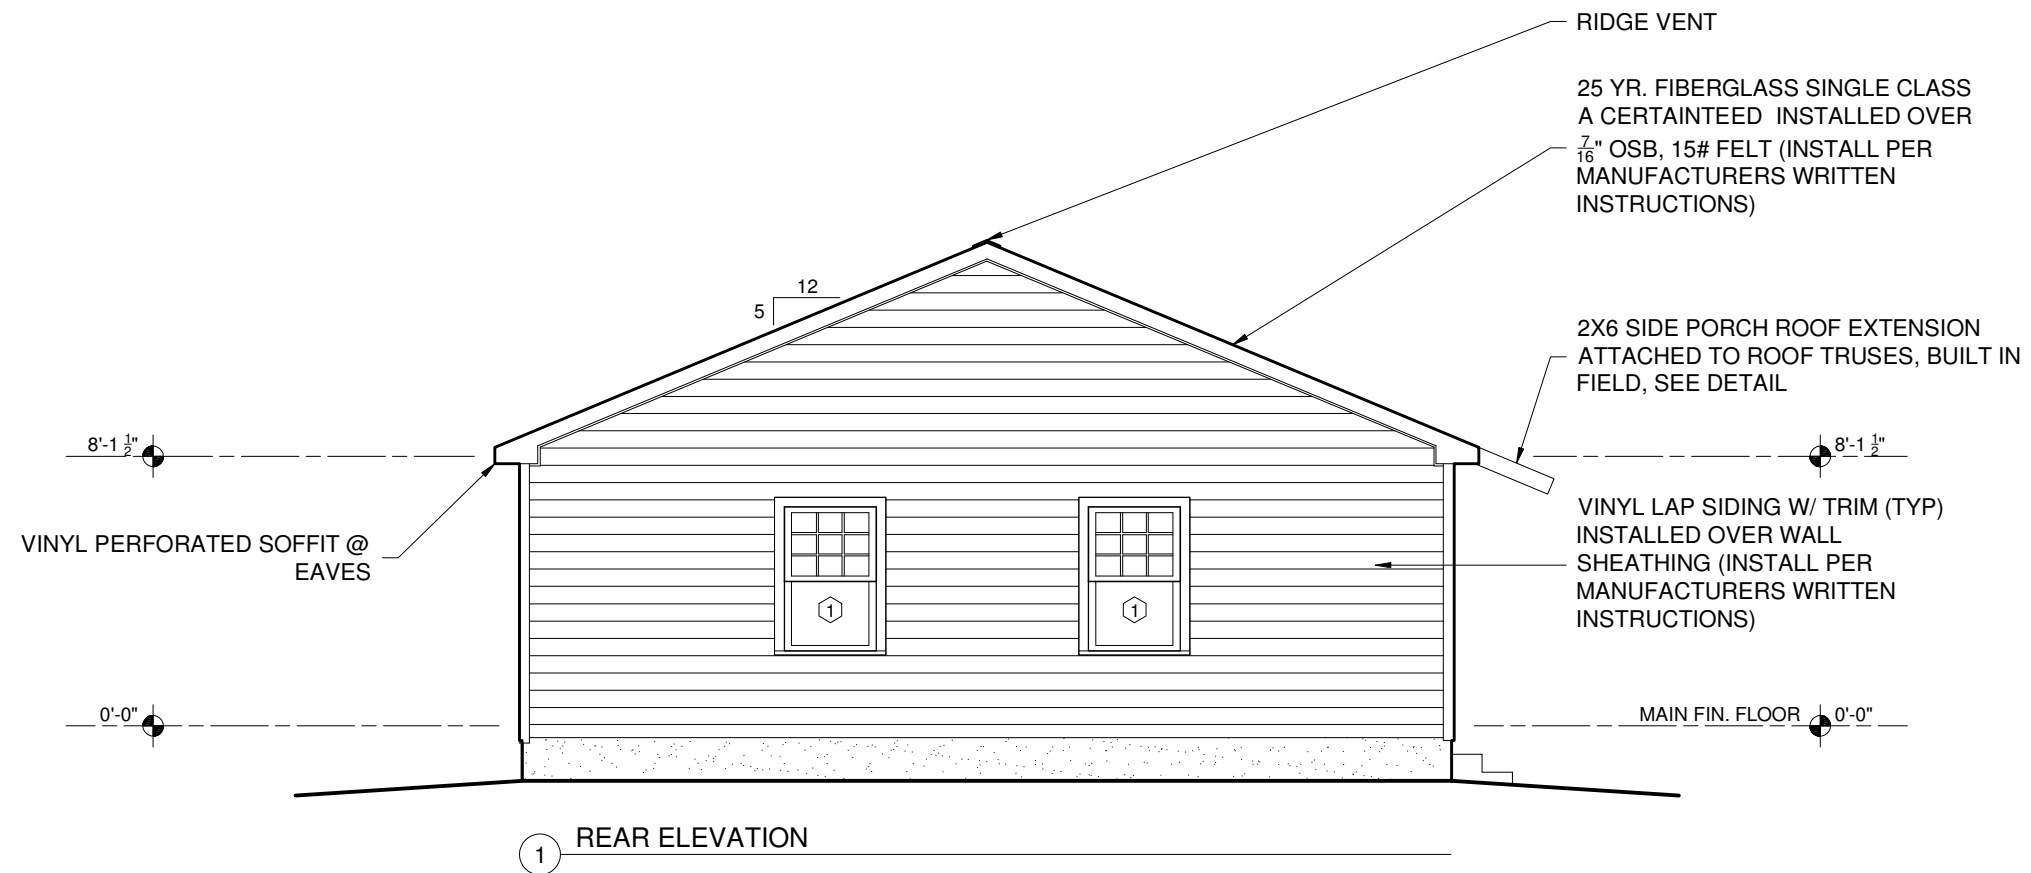 RIDGE VENT
25 YR. FIBERGLASS SINGLE CLASS
A CERTAINTEED INSTALLED OVER
7/16" OSB, 15# FELT (INSTALL PER
MANUFACTURERS WRITTEN
INSTRUCTIONS)
12
5
2X6 SIDE PORCH ROOF EXTENSION
ATTACHED TO ROOF TRUSES, BUILT IN
FIELD, SEE DETAIL
8'-1 1/2"
8'-1 1/2"
VINYL PERFORATED SOFFIT @
EAVES
VINYL LAP SIDING W/ TRIM (TYP)
INSTALLED OVER WALL
SHEATHING (INSTALL PER
MANUFACTURERS WRITTEN
INSTRUCTIONS)
1
1
0'-0"
MAIN FIN. FLOOR 0'-0"
1 REAR ELEVATION